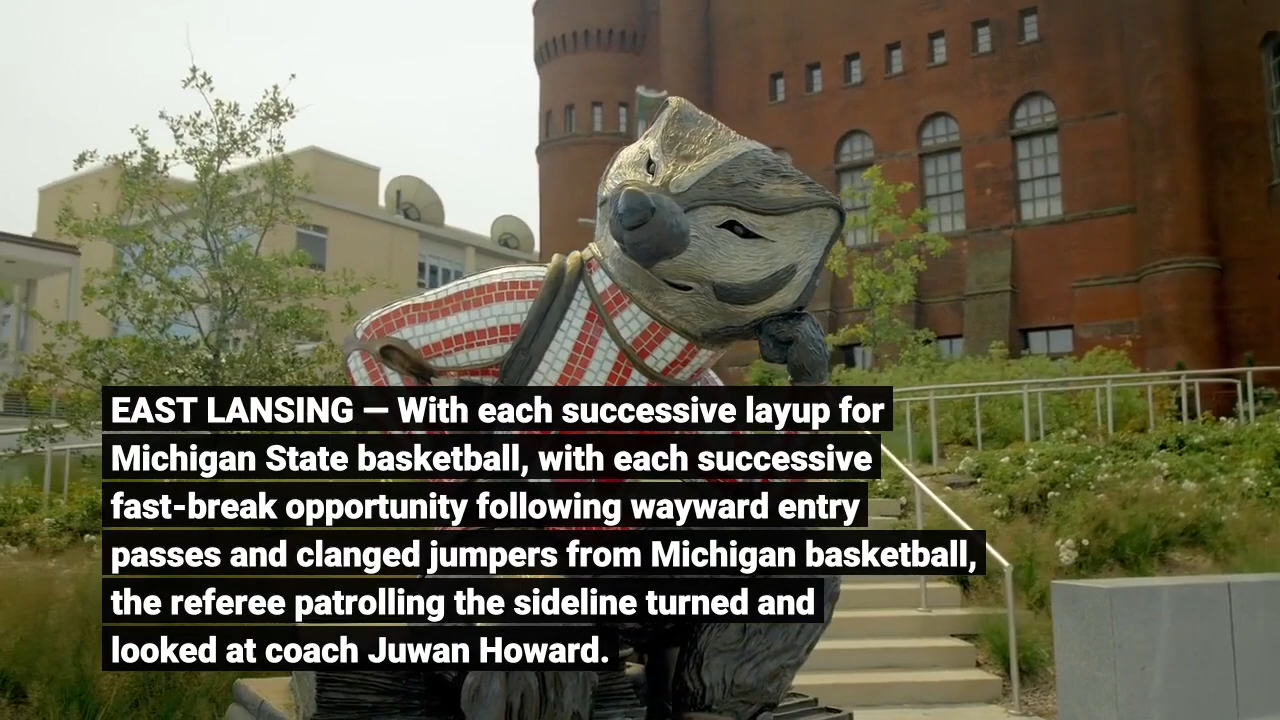 EAST LANSING — With each successive layup for
Michigan State basketball, with each successive
fast-break opportunity following wayward entry
passes and clanged jumpers from Michigan basketball,
the referee patrolling the sideline turned and
looked at coach Juwan Howard.